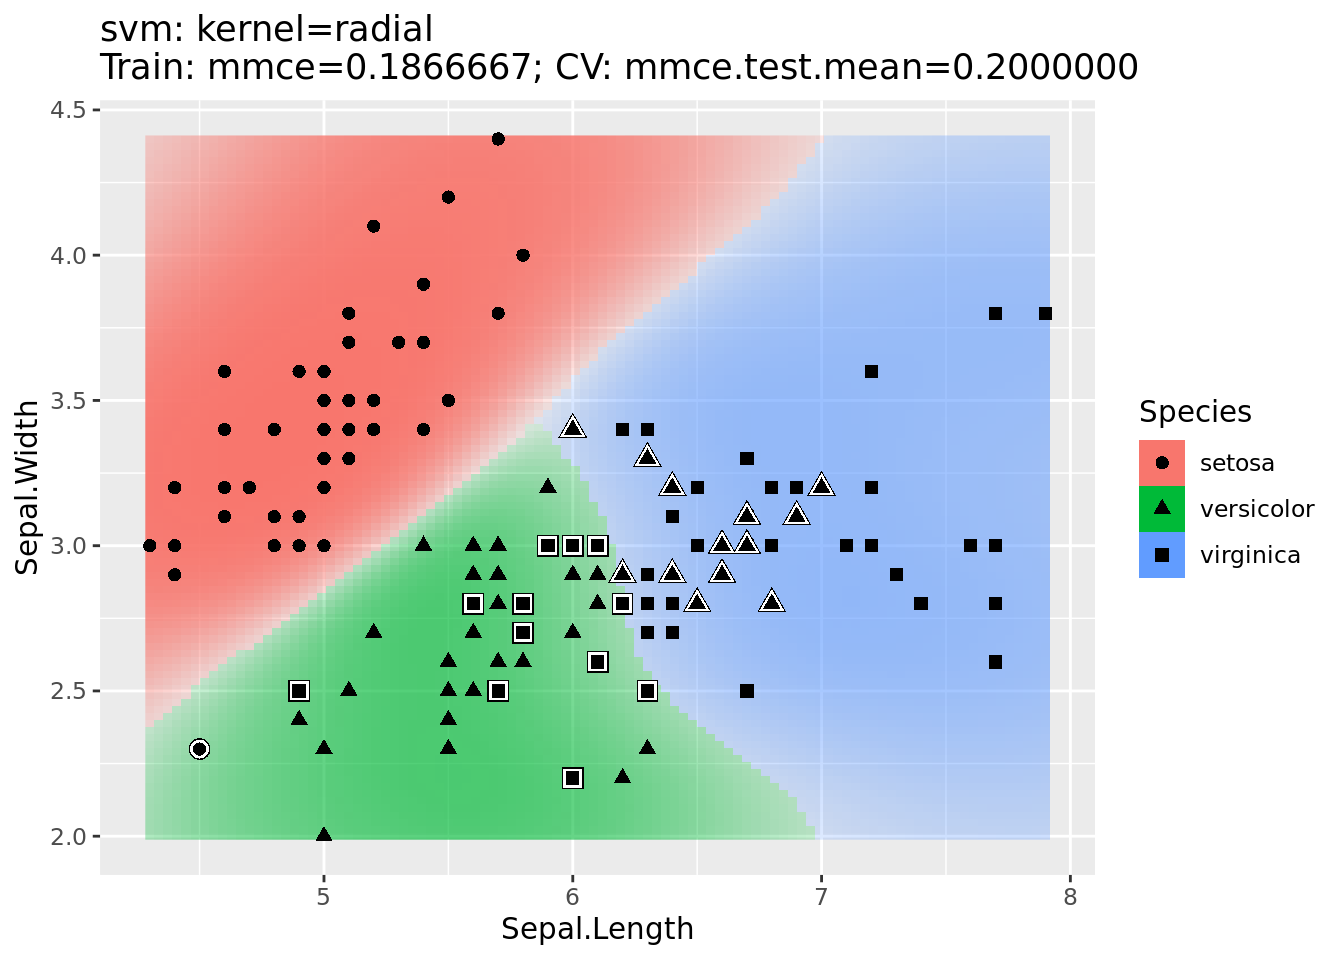 svm: kernel=radial
Train: mmce=0.1866667; CV: mmce.test.mean=0.2000000
4.5
4.0
3.5
3.0
2.5
2.0
Sepal.Width
5 6 7 8
Sepal.Length
Species
setosa
versicolor
virginica